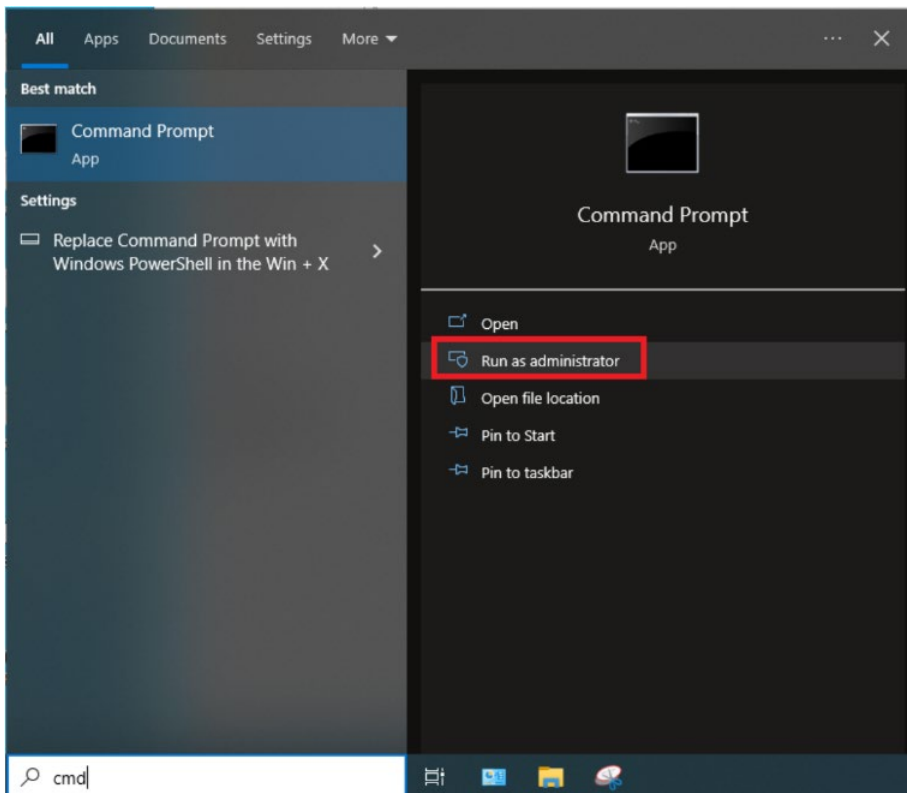 All Apps Documents Settings More
Best match
Command Prompt
App
Settings
Replace Command Prompt with
Windows PowerShell in the Win + X
Command Prompt
App
Open
Run as administrator
Open file location
Pin to Start
Pin to taskbar
cmd